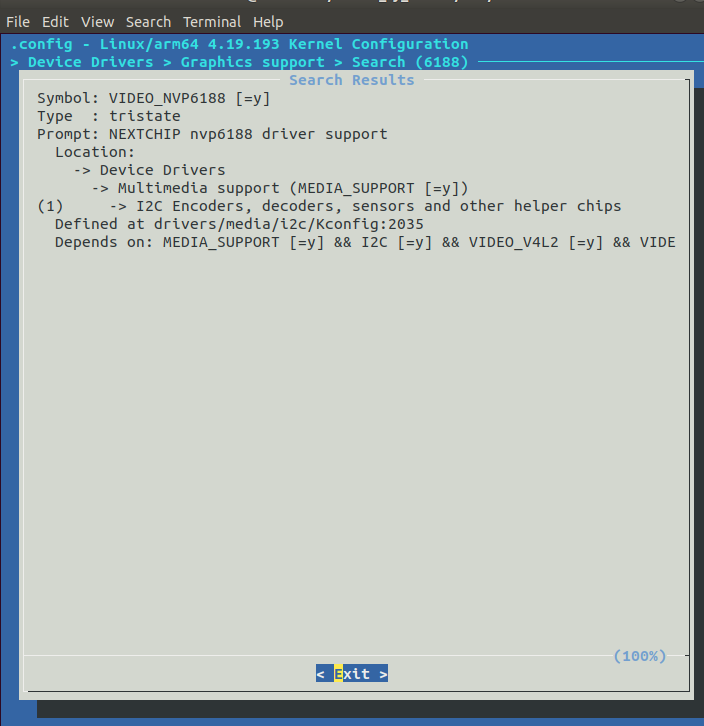 File Edit View Search Terminal Help
.config - Linux/arm64 4.19.193 Kernel Configuration
> Device Drivers > Graphics support > Search (6188)
Search Results
Symbol: VIDEO_NVP6188 [=y]
Type  : tristate
Prompt: NEXTCHIP nvp6188 driver support
Location:
-> Device Drivers
-> Multimedia support (MEDIA_SUPPORT [=y])
(1) -> I2C Encoders, decoders, sensors and other helper chips
Defined at drivers/media/i2c/Kconfig:2035
Depends on: MEDIA_SUPPORT [=y] && I2C [=y] && VIDEO_V4L2 [=y] && VIDE
(100%)
< Exit >